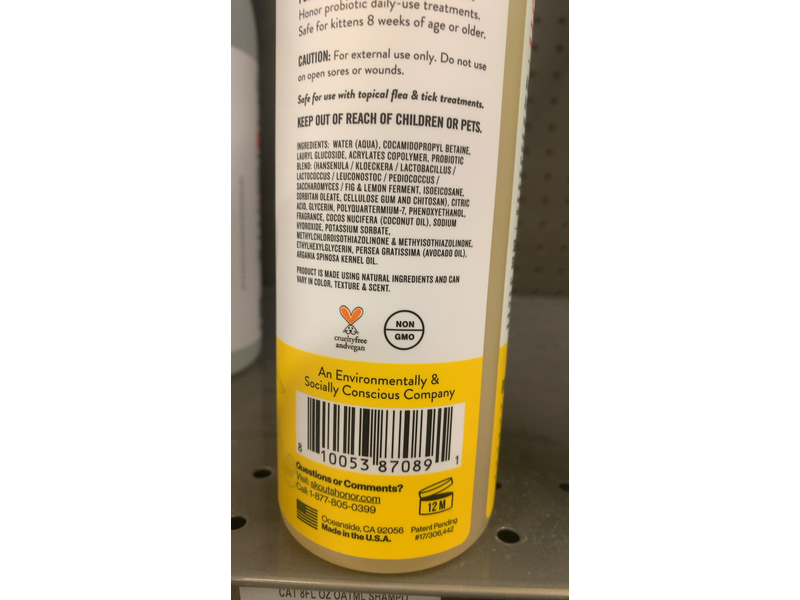 Honor probiotic daily-use treatments.
Safe for kittens 8 weeks of age or older.
CAUTION: For external use only. Do not use
on open sores or wounds.
Safe for use with topical flea & tick treatments.
KEEP OUT OF REACH OF CHILDREN OR PETS.
INGREDIENTS: WATER (AQUA), COCAMIDOPROPYL BETAINE,
LAURYL GLUCOSIDE, ACRYLATES COPOLYMER, PROBIOTIC
BLEND: (HANSENULA / KLOECKERA / LACTOBACILLUS /
LACTOCOCCUS / LEUCONOSTOC / PEDIOCOCCUS /
SACCHAROMYCES / FIG & LEMON FERMENT, ISOEICOSANE,
SORBITAN OLEATE, CELLULOSE GUM AND CHITOSAN), CITRIC
ACID, GLYCERIN, POLYQUARTERMIUM-7, PHENOXYETHANOL,
FRAGRANCE, COCOS NUCIFERA (COCONUT OIL), SODIUM
HYDROXIDE, POTASSIUM SORBATE,
METHYLCHLOROISOTHIAZOLINONE & METHYISOTHIAZOLINONE,
ETHYLHEXYLGLYCERIN, PERSEA GRATISSIMA (AVOCADO OIL),
ARGANIA SPINOSA KERNEL OIL.
PRODUCT IS MADE USING NATURAL INGREDIENTS AND CAN
VARY IN COLOR, TEXTURE & SCENT.
crueltyfree
andvegan
NON
GMO
An Environmentally &
Socially Conscious Company
8 10053 87089 1
Questions or Comments?
Visit: skoutshonor.com
Call: 1-877-805-0399
12 M
Oceanside, CA 92056
Made in the U.S.A.
Patent Pending
#17/306,442
CAT 8FL OZ OATML SHAMPO